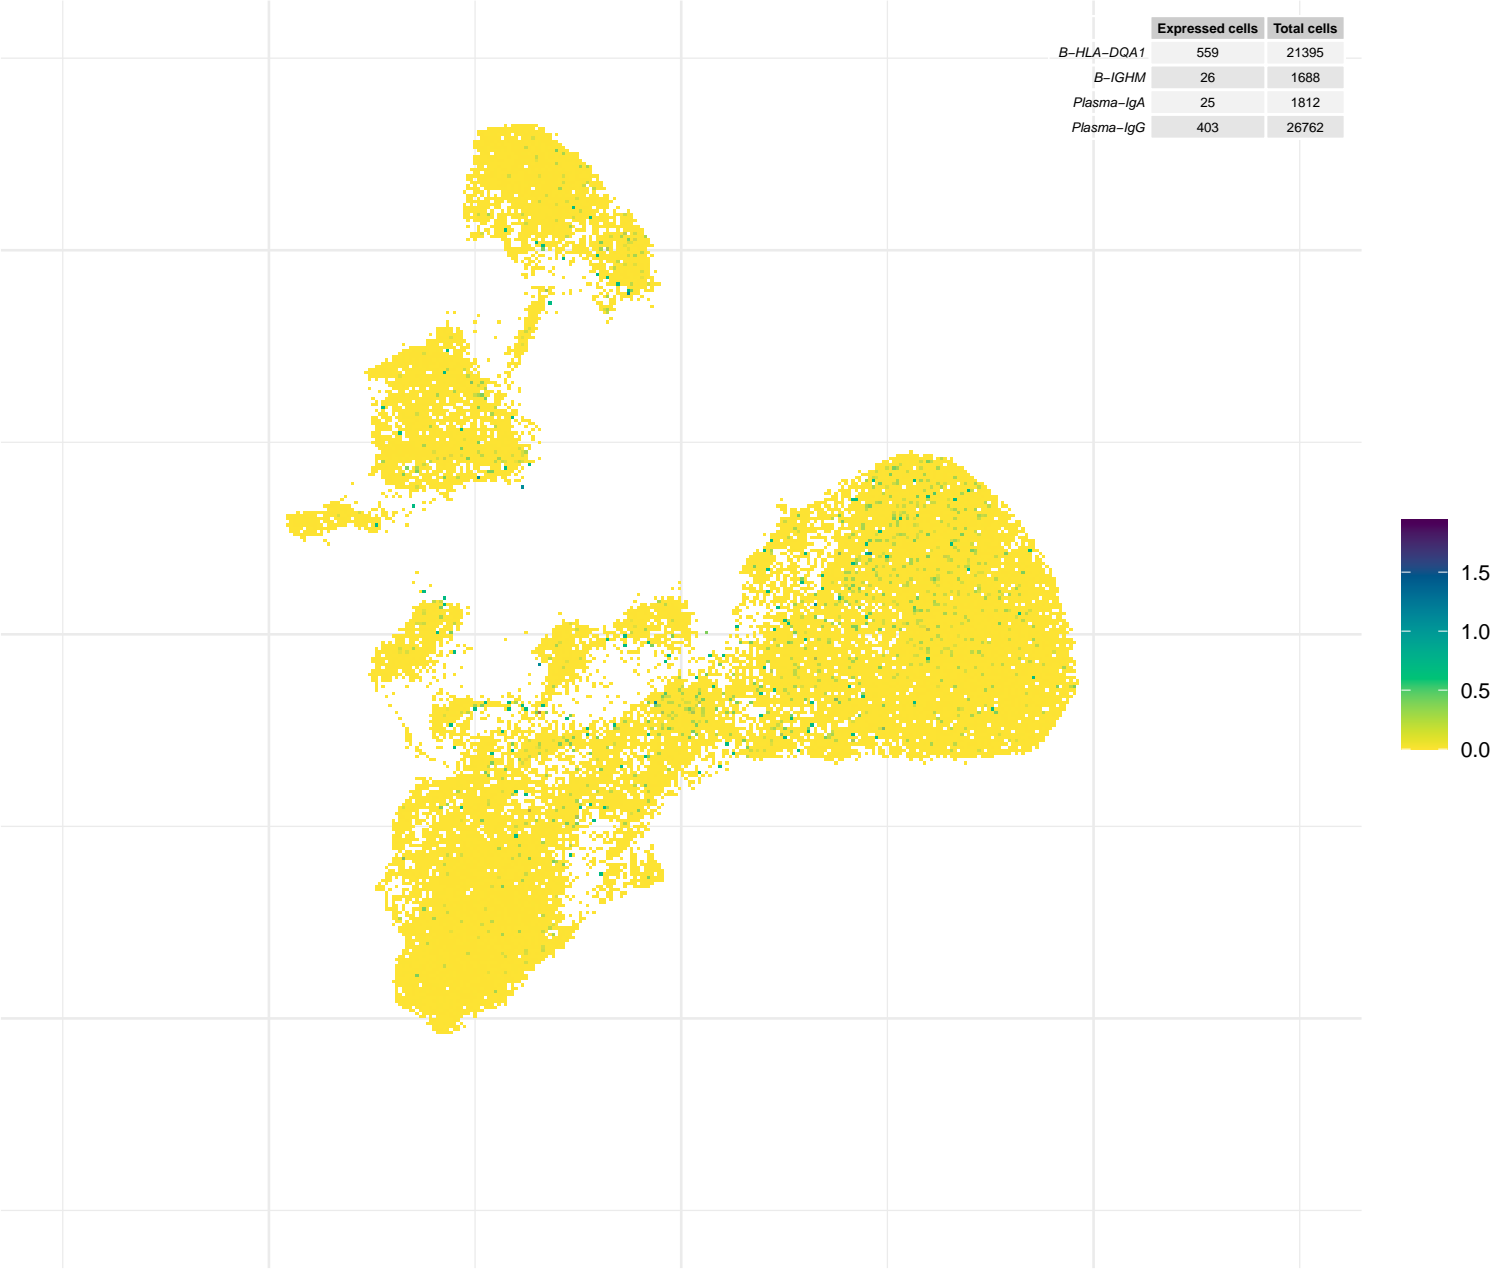 Expressed cells Total cells
B−HLA−DQA1 559 21395
B−IGHM 26 1688
Plasma−IgA 25 1812
Plasma−IgG 403 26762
1.5
1.0
0.5
0.0